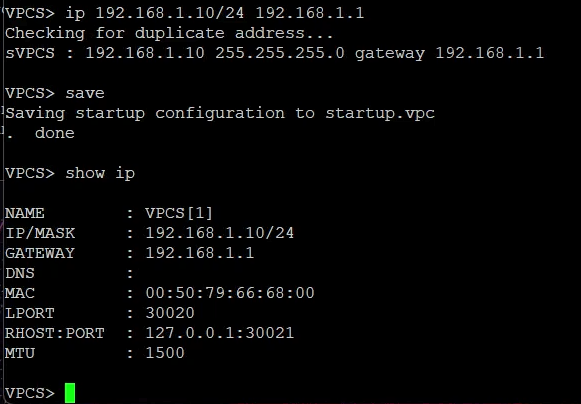 VPCS> ip 192.168.1.10/24 192.168.1.1
Checking for duplicate address...
sVPCS : 192.168.1.10 255.255.255.0 gateway 192.168.1.1
VPCS> save
Saving startup configuration to startup.vpc
.  done
VPCS> show ip
NAME        : VPCS[1]
IP/MASK     : 192.168.1.10/24
GATEWAY     : 192.168.1.1
DNS         :
MAC         : 00:50:79:66:68:00
LPORT       : 30020
RHOST:PORT  : 127.0.0.1:30021
MTU         : 1500
VPCS>